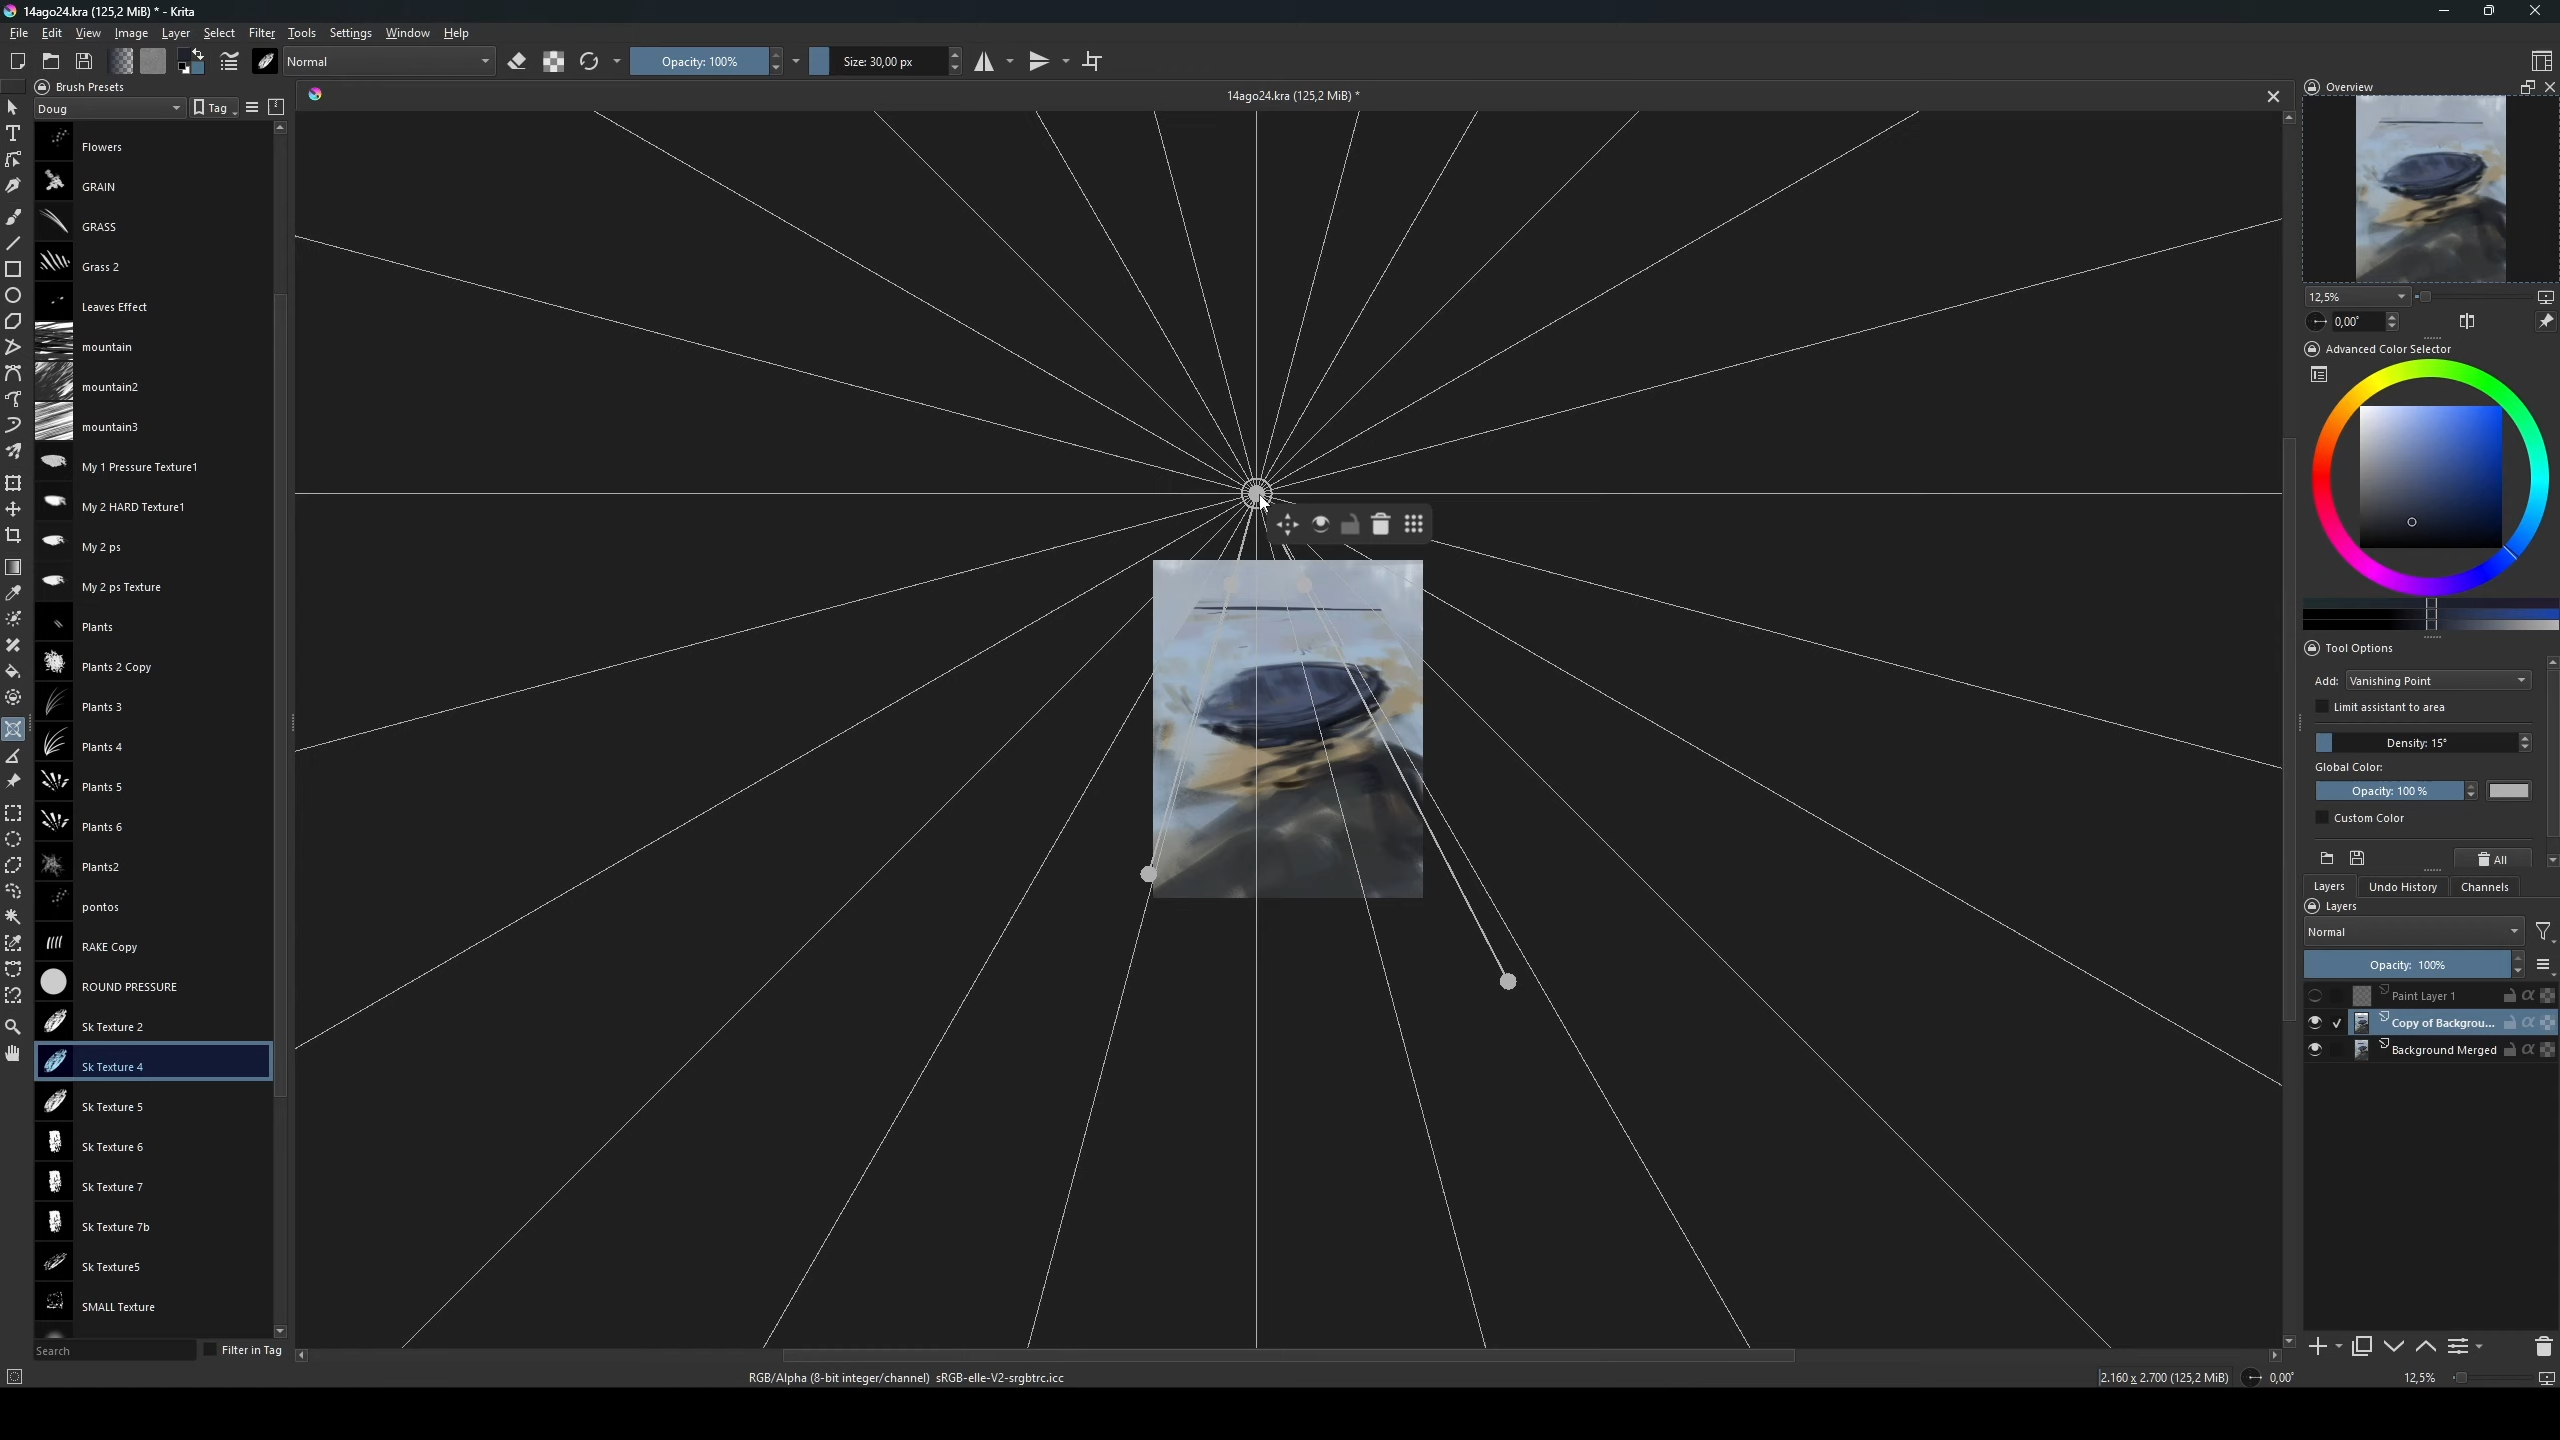 14ago24.kra (125,2 MiB) * - Krita
File Edit View Image Layer Select Filter Tools Settings Window Help
Normal
Opacity: 100%
Size: 30,00 px
Brush Presets
Doug
Tag
Flowers
GRAIN
GRASS
Grass 2
Leaves Effect
mountain
mountain2
mountain3
My 1 Pressure Texture1
My 2 HARD Texture1
My 2 ps
My 2 ps Texture
Plants
Plants 2 Copy
Plants 3
Plants 4
Plants 5
Plants 6
Plants2
pontos
RAKE Copy
ROUND PRESSURE
Sk Texture 2
Sk Texture 4
Sk Texture 5
Sk Texture 6
Sk Texture 7
Sk Texture 7b
Sk Texture5
SMALL Texture
Search
Filter in Tag
14ago24.kra (125,2 MiB) *
Overview
12,5%
0,00°
Advanced Color Selector
Tool Options
Add: Vanishing Point
Limit assistant to area
Density: 15°
Global Color:
Opacity: 100 %
Custom Color
All
Layers Undo History Channels
Layers
Normal
Opacity: 100%
Paint Layer 1
Copy of Backgrou...
Background Merged
RGB/Alpha (8-bit integer/channel) sRGB-elle-V2-srgbtrc.icc
2.160 x 2.700 (125,2 MiB)
0,00°
12,5%